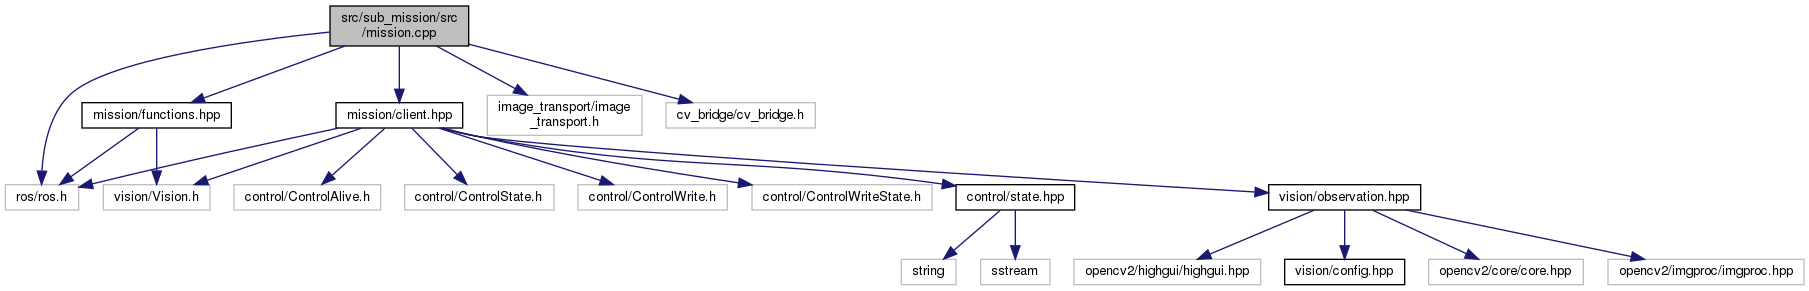 src/sub_mission/src
/mission.cpp
mission/functions.hpp
mission/client.hpp
image_transport/image
_transport.h
cv_bridge/cv_bridge.h
ros/ros.h
vision/Vision.h
control/ControlAlive.h
control/ControlState.h
control/ControlWrite.h
control/ControlWriteState.h
control/state.hpp
vision/observation.hpp
string
sstream
opencv2/highgui/highgui.hpp
vision/config.hpp
opencv2/core/core.hpp
opencv2/imgproc/imgproc.hpp